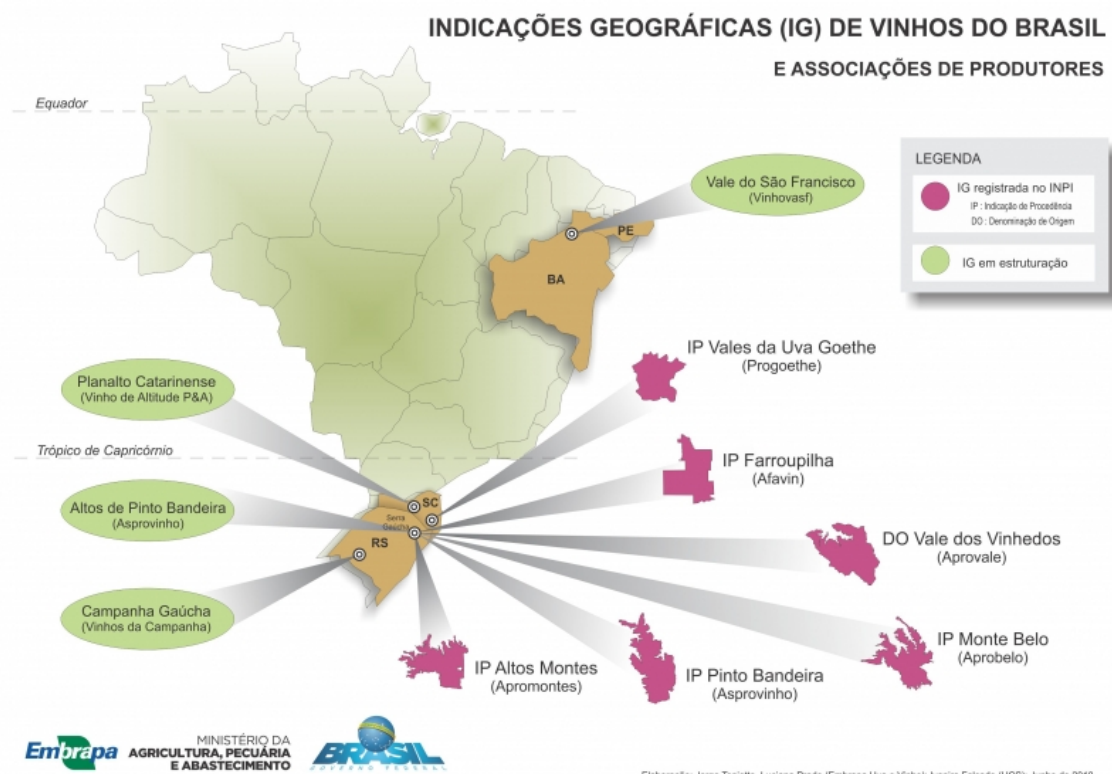 INDICAÇÕES GEOGRÁFICAS (IG) DE VINHOS DO BRASIL
E ASSOCIAÇÕES DE PRODUTORES
Equador
LEGENDA
IG registrada no INPI
IP : Indicação de Procedência
DO : Denominação de Origem
IG em estruturação
Vale do São Francisco
(Vinhovasf)
PE
BA
IP Vales da Uva Goethe
(Progoethe)
Planalto Catarinense
(Vinho de Altitude P&A)
Trópico de Capricórnio
IP Farroupilha
(Afavin)
Altos de Pinto Bandeira
(Asprovinho)
SC
Serra
Gaúcha
RS
DO Vale dos Vinhedos
(Aprovale)
Campanha Gaúcha
(Vinhos da Campanha)
IP Monte Belo
(Aprobelo)
IP Altos Montes
(Apromontes)
IP Pinto Bandeira
(Asprovinho)
Embrapa
MINISTÉRIO DA
AGRICULTURA, PECUÁRIA
E ABASTECIMENTO
BRASIL
GOVERNO FEDERAL